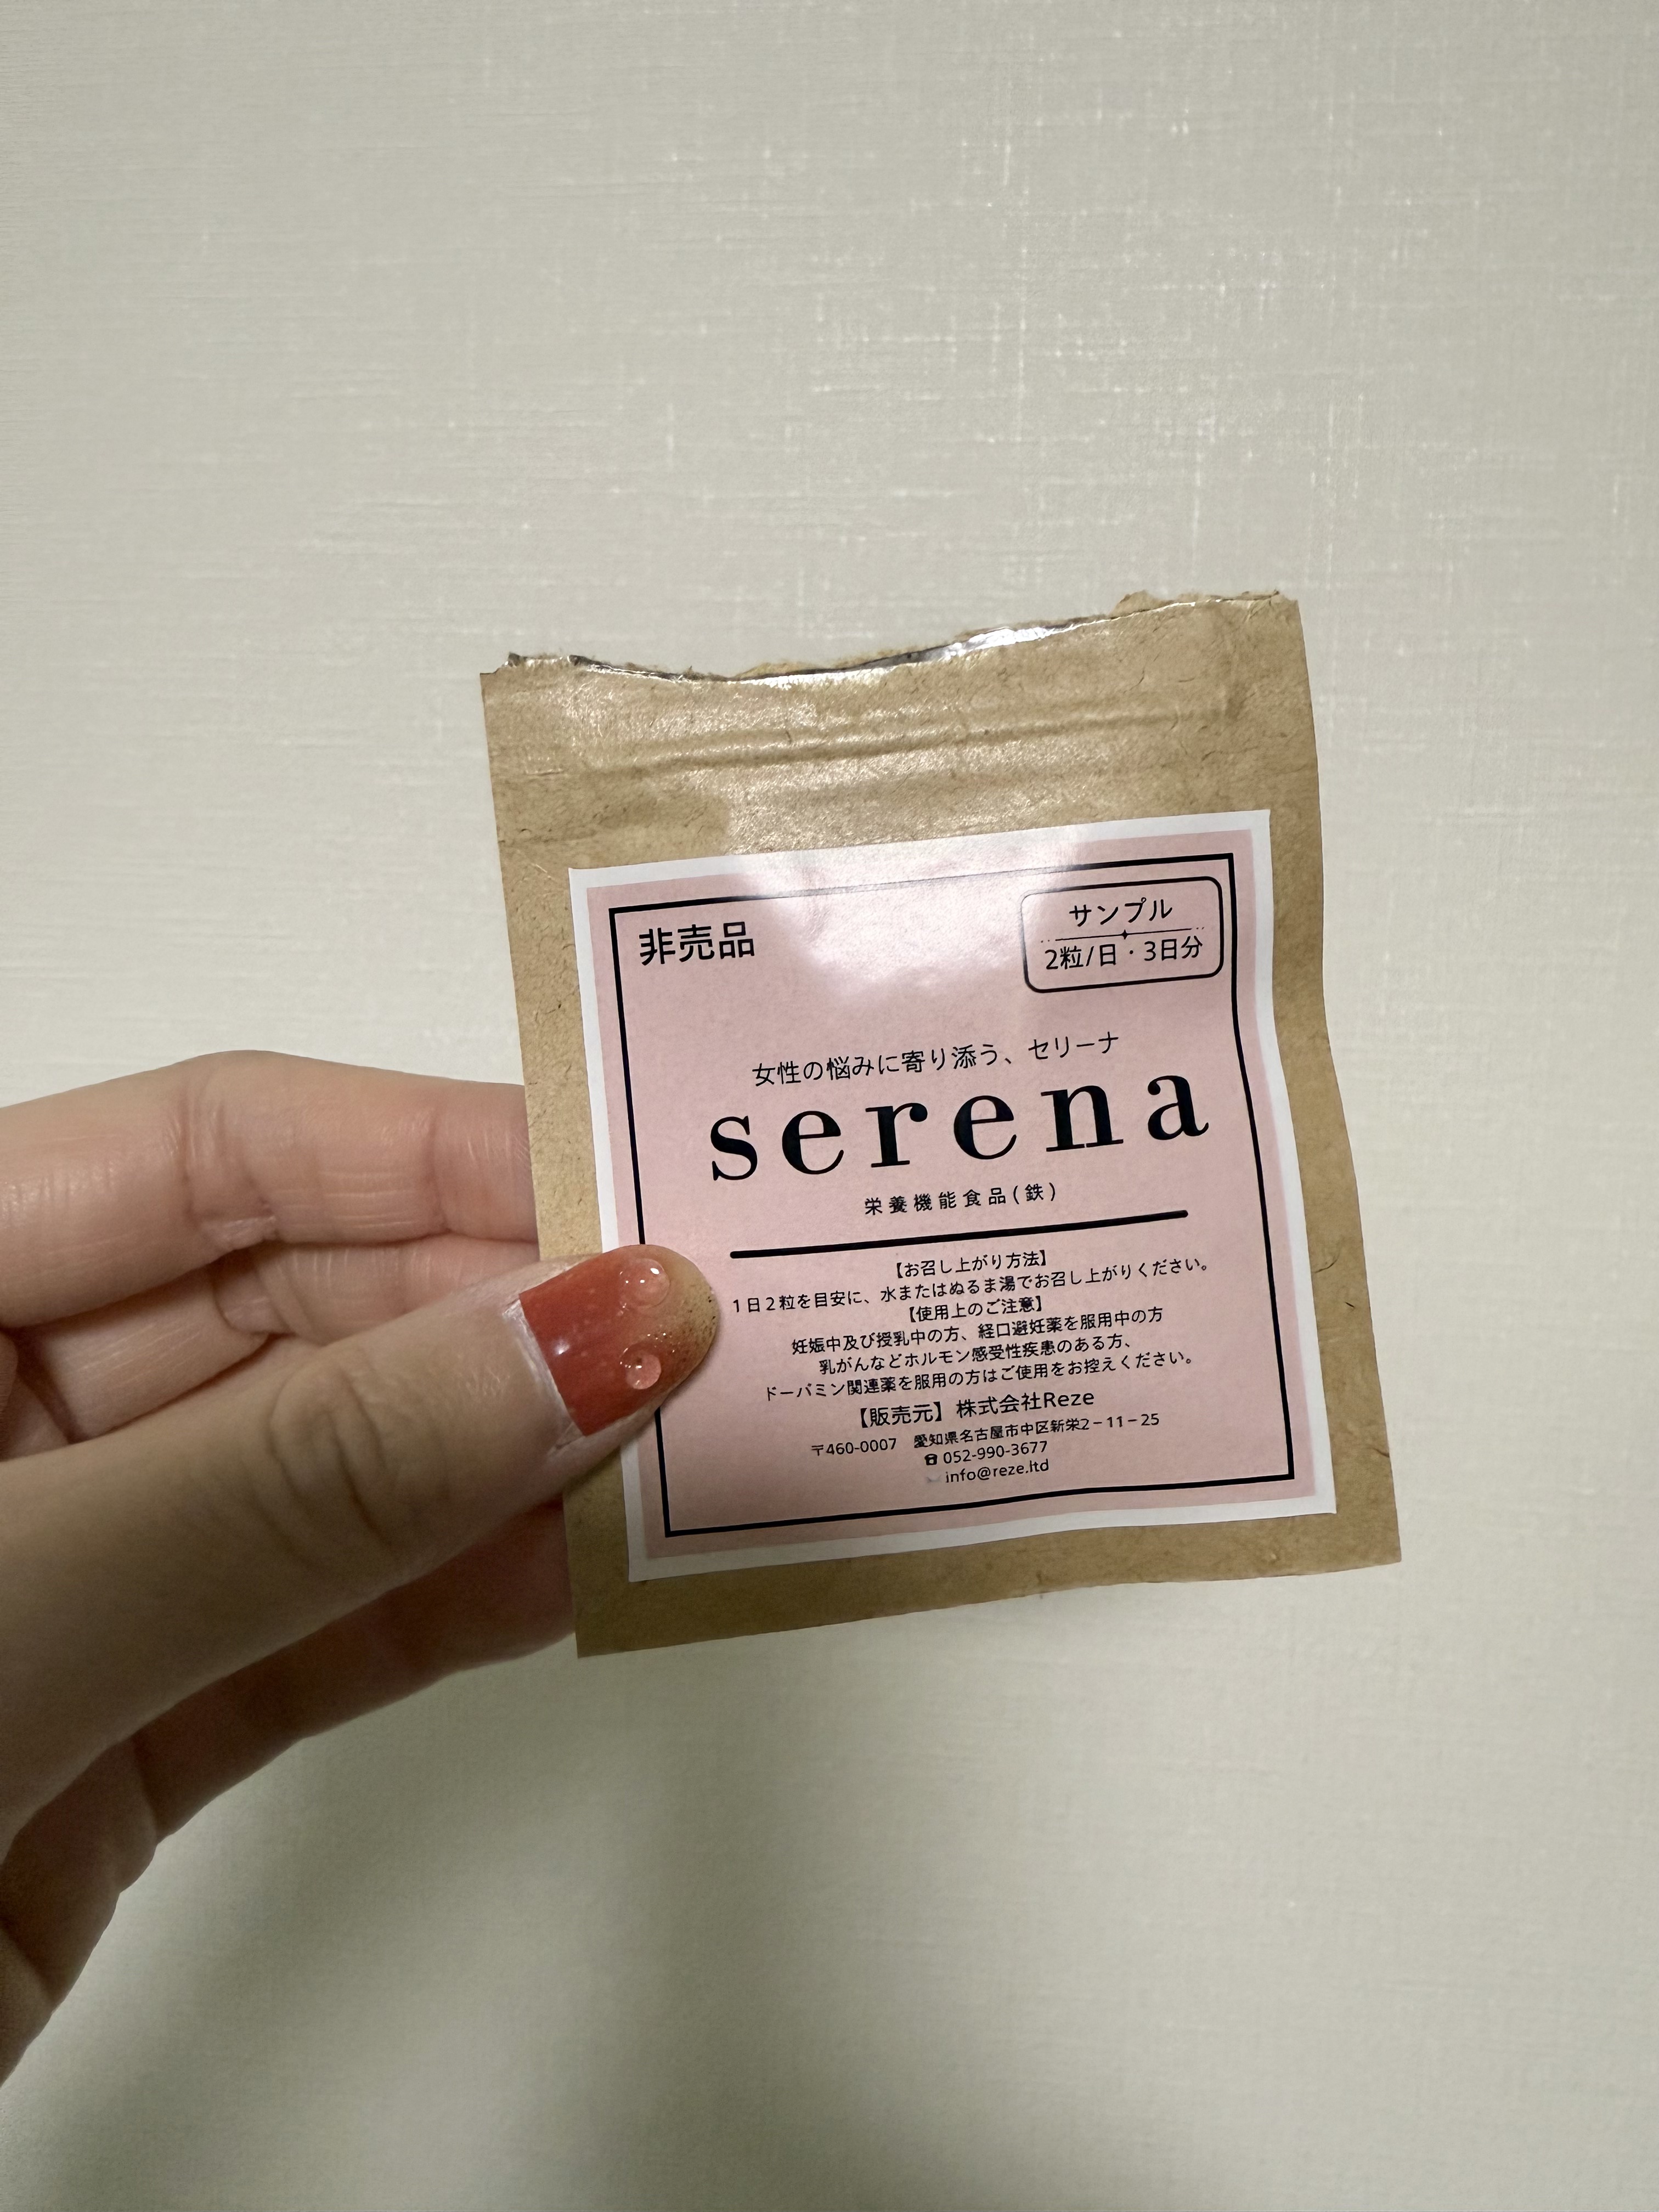 非売品
サンプル
2粒/日・3日分
女性の悩みに寄り添う、セリーナ
serena
栄養機能食品(鉄)
【お召し上がり方法】
1日2粒を目安に、水またはぬるま湯でお召し上がりください。
【使用上のご注意】
妊娠中及び授乳中の方、経口避妊薬を服用中の方
乳がんなどホルモン感受性疾患のある方、
ドーパミン関連薬を服用の方はご使用をお控えください。
【販売元】株式会社Reze
〒460-0007 愛知県名古屋市中区新栄2-11-25
☎052-990-3677
info@reze.ltd